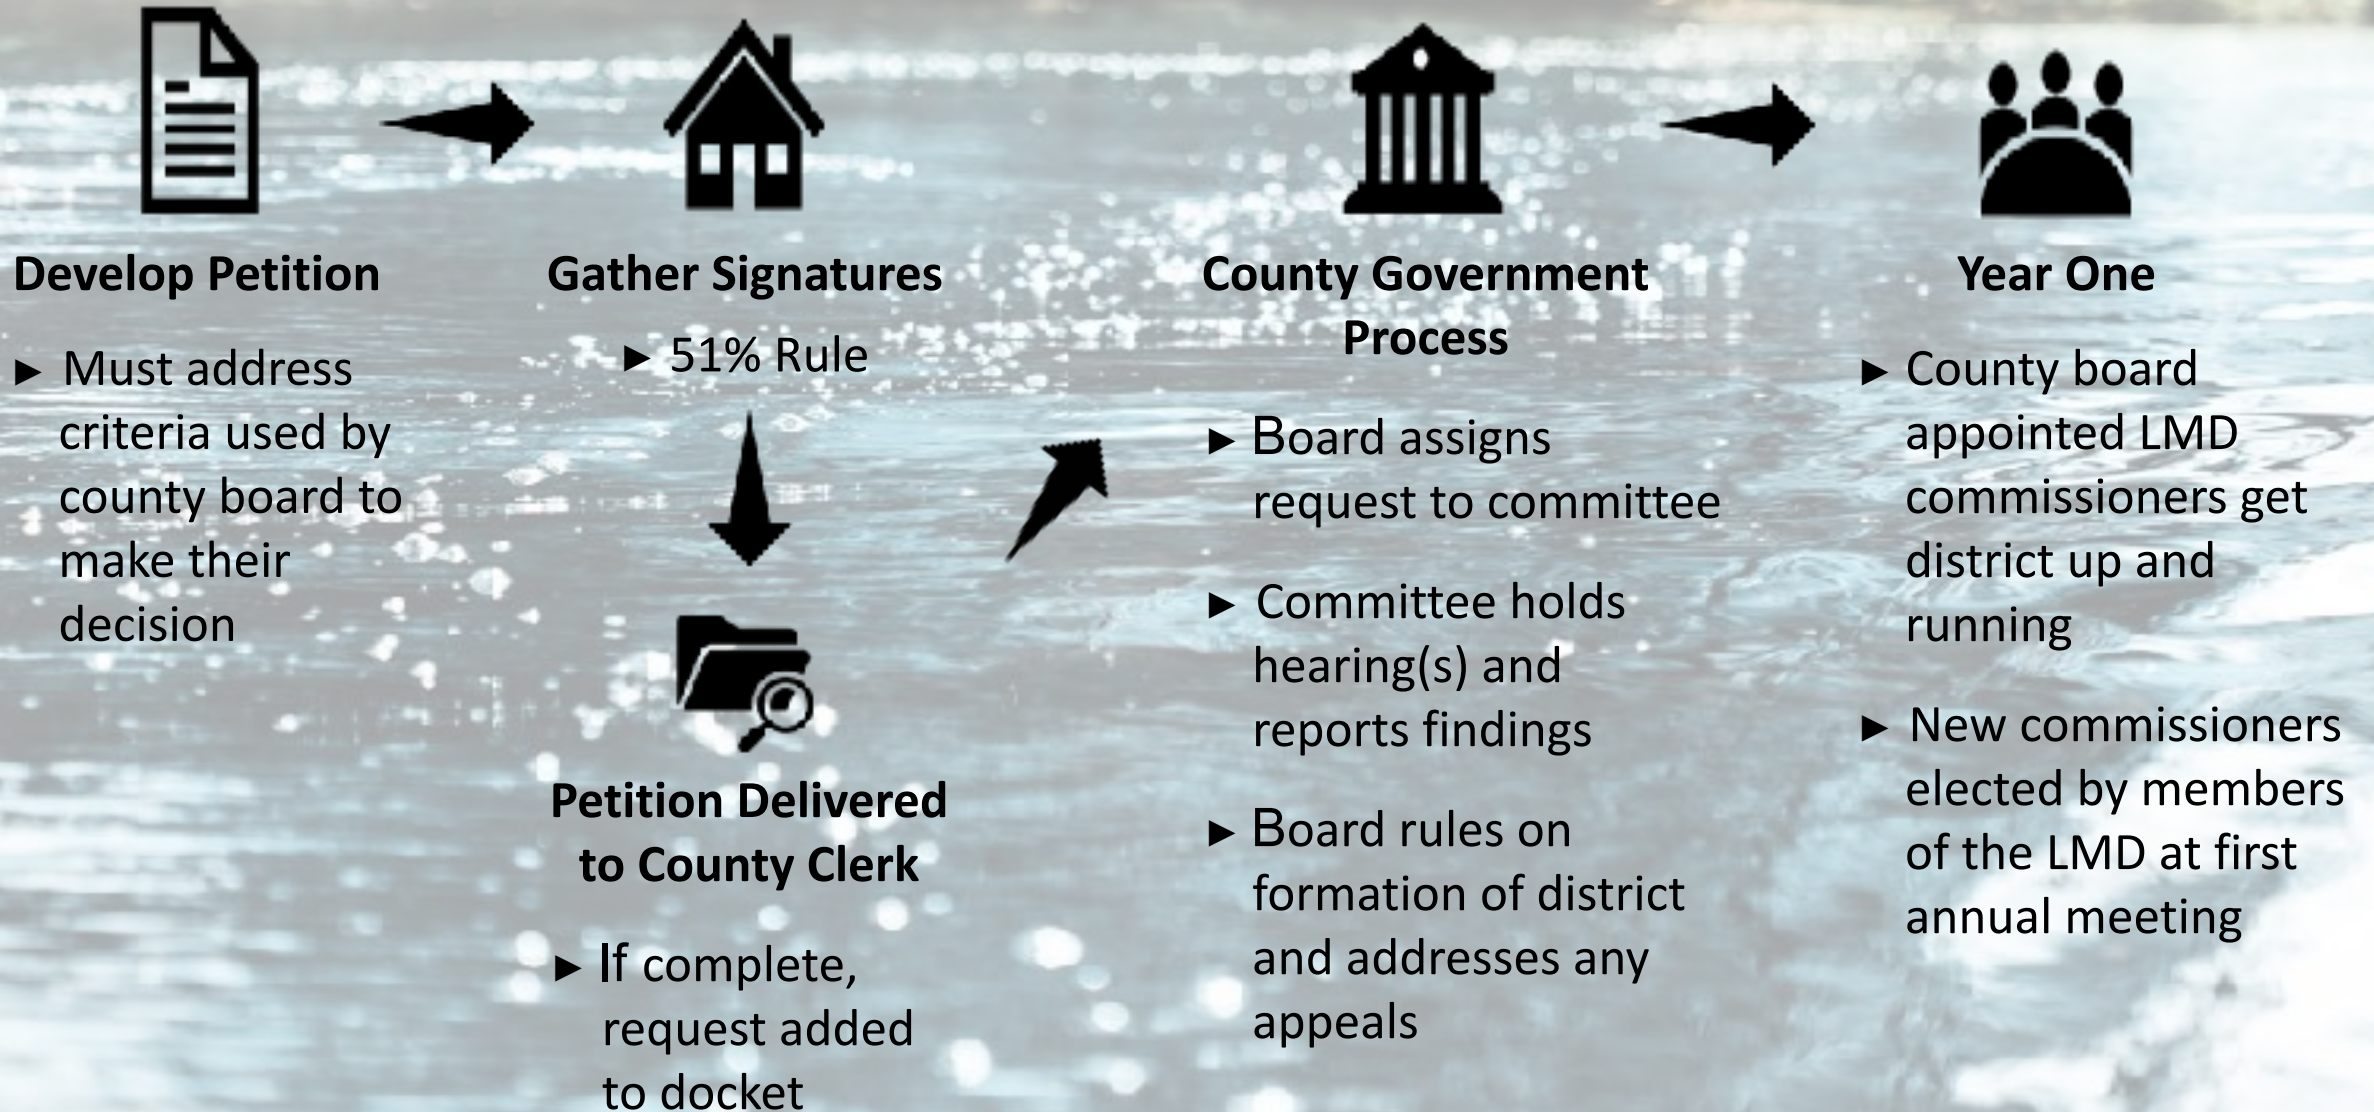 Develop Petition
► Must address
criteria used by
county board to
make their
decision
Gather Signatures
► 51% Rule
Petition Delivered
to County Clerk
► If complete,
request added
to docket
County Government
Process
► Board assigns
request to committee
► Committee holds
hearing(s) and
reports findings
► Board rules on
formation of district
and addresses any
appeals
Year One
► County board
appointed LMD
commissioners get
district up and
running
► New commissioners
elected by members
of the LMD at first
annual meeting